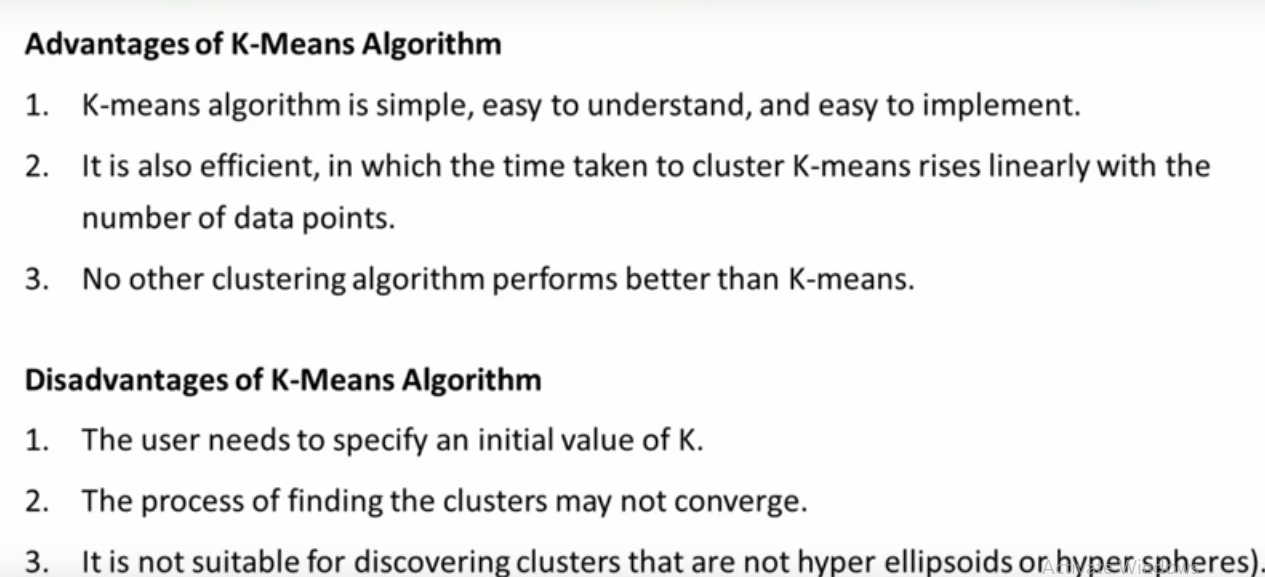 Advantages of K-Means Algorithm
1. K-means algorithm is simple, easy to understand, and easy to implement.
2. It is also efficient, in which the time taken to cluster K-means rises linearly with the
number of data points.
3. No other clustering algorithm performs better than K-means.
Disadvantages of K-Means Algorithm
1. The user needs to specify an initial value of K.
2. The process of finding the clusters may not converge.
3. It is not suitable for discovering clusters that are not hyper ellipsoids or hyper spheres).
Activate Windows